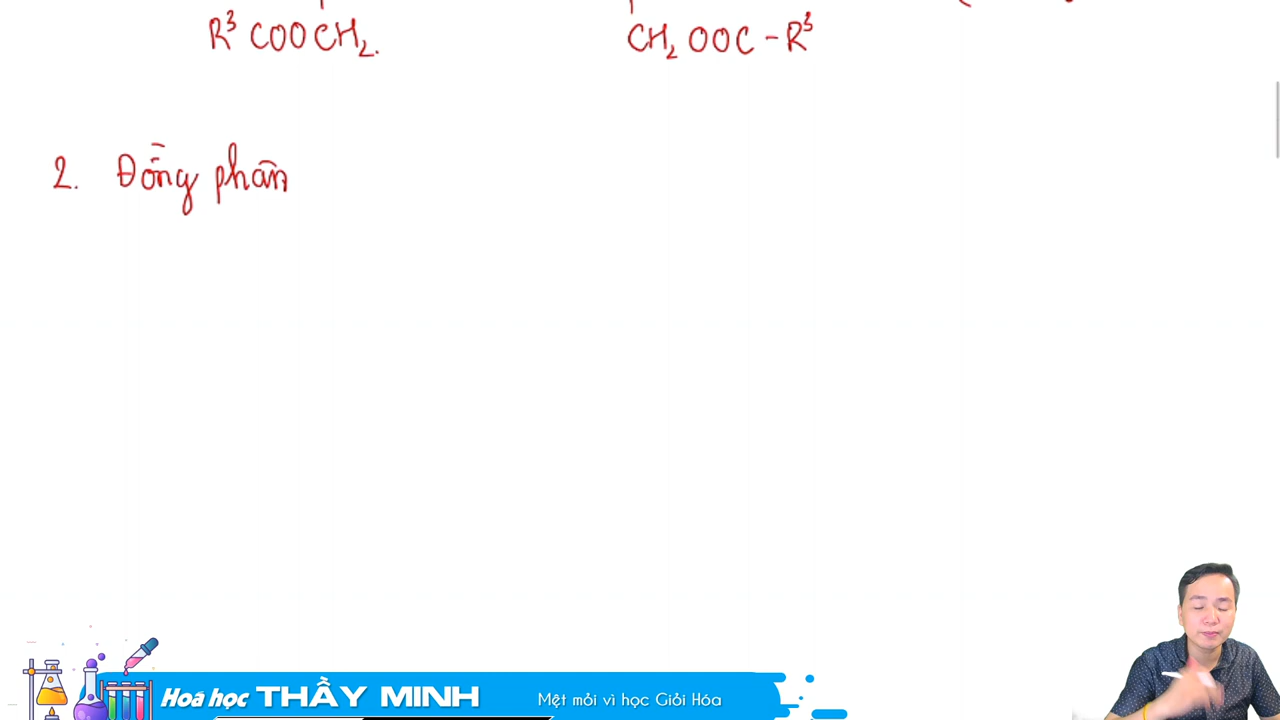 R³COOCH₂.
CH₂OOC-R³
2. Đồng phân
Hoá học THẦY MINH
Mệt mỏi vì học Giỏi Hóa